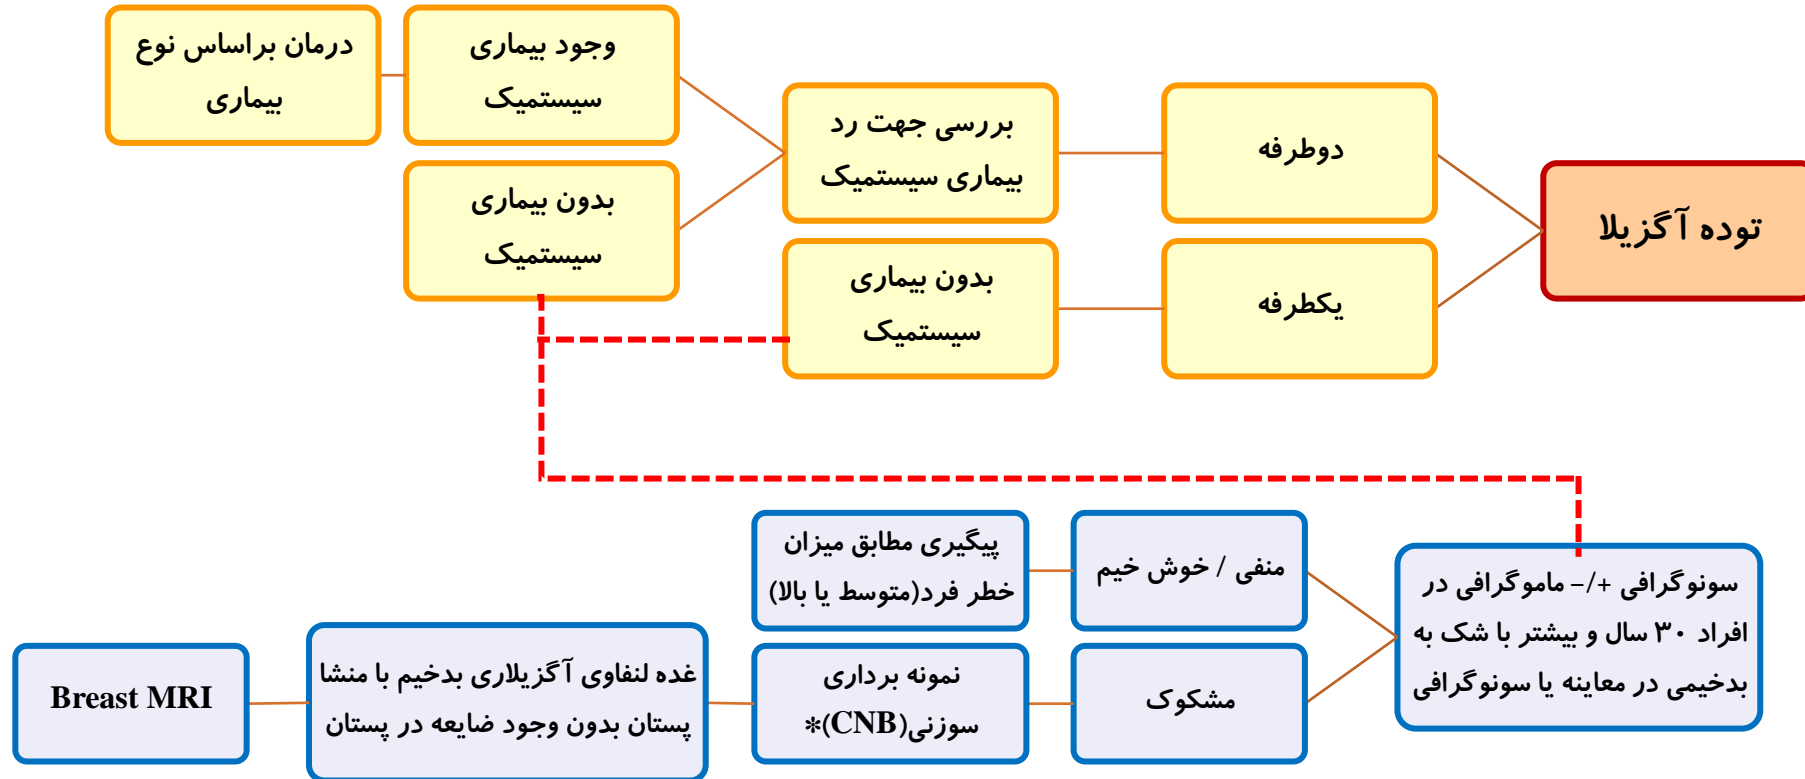 توده آگزیلا
دوطرفه
بررسی جهت رد
بیماری سیستمیک
وجود بیماری
سیستمیک
درمان براساس نوع
بیماری
بدون بیماری
سیستمیک
یکطرفه
بدون بیماری
سیستمیک
سونوگرافی +/- ماموگرافی در
افراد ۳۰ سال و بیشتر با شک به
بدخیمی در معاینه یا سونوگرافی
منفی / خوش خیم
پیگیری مطابق میزان
خطر فرد(متوسط یا بالا)
مشکوک
نمونه برداری
سوزنی(CNB)*
غده لنفاوی آگزیلاری بدخیم با منشا
پستان بدون وجود ضایعه در پستان
Breast MRI